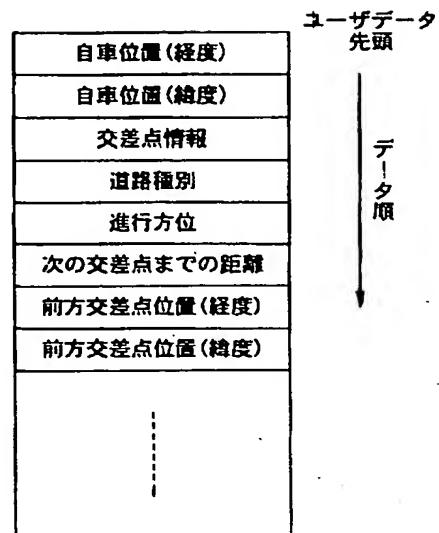 ユーザデータ
先頭
自車位置(経度)
自車位置(緯度)
交差点情報
道路種別
進行方位
次の交差点までの距離
前方交差点位置(経度)
前方交差点位置(緯度)
データ順